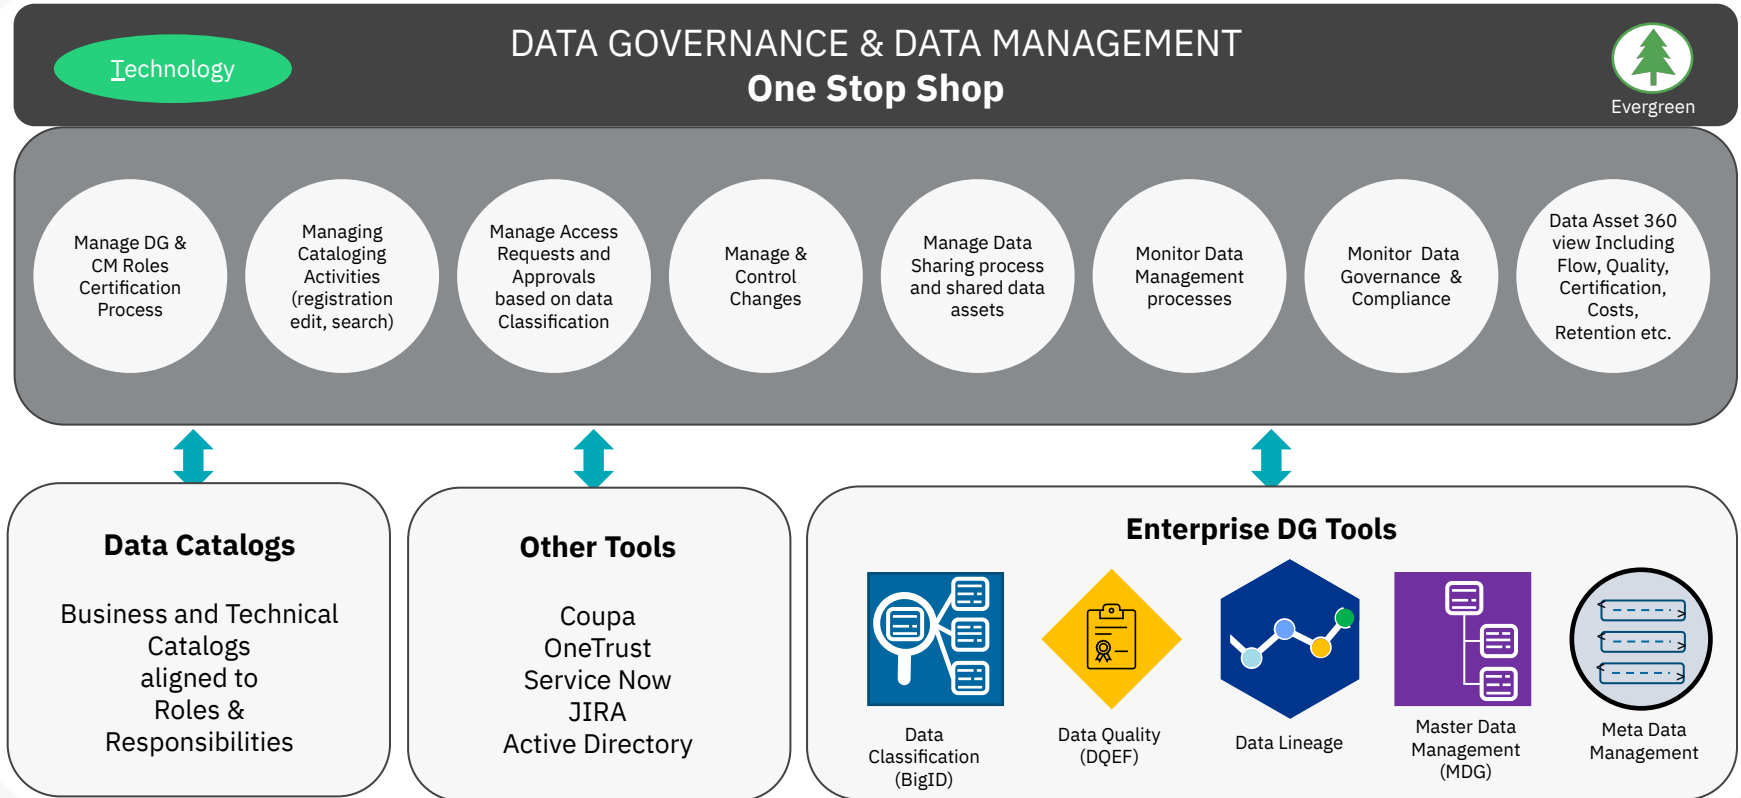 Technology
DATA GOVERNANCE & DATA MANAGEMENT
One Stop Shop
Evergreen
Manage DG &
CM Roles
Certification
Process
Managing
Cataloging
Activities
(registration
edit, search)
Manage Access
Requests and
Approvals
based on data
Classification
Manage &
Control
Changes
Manage Data
Sharing process
and shared data
assets
Monitor Data
Management
processes
Monitor Data
Governance &
Compliance
Data Asset 360
view Including
Flow, Quality,
Certification,
Costs,
Retention etc.
Data Catalogs
Business and Technical
Catalogs
aligned to
Roles &
Responsibilities
Other Tools
Coupa
OneTrust
Service Now
JIRA
Active Directory
Enterprise DG Tools
Data
Classification
(BigID)
Data Quality
(DQEF)
Data Lineage
Master Data
Management
(MDG)
Meta Data
Management